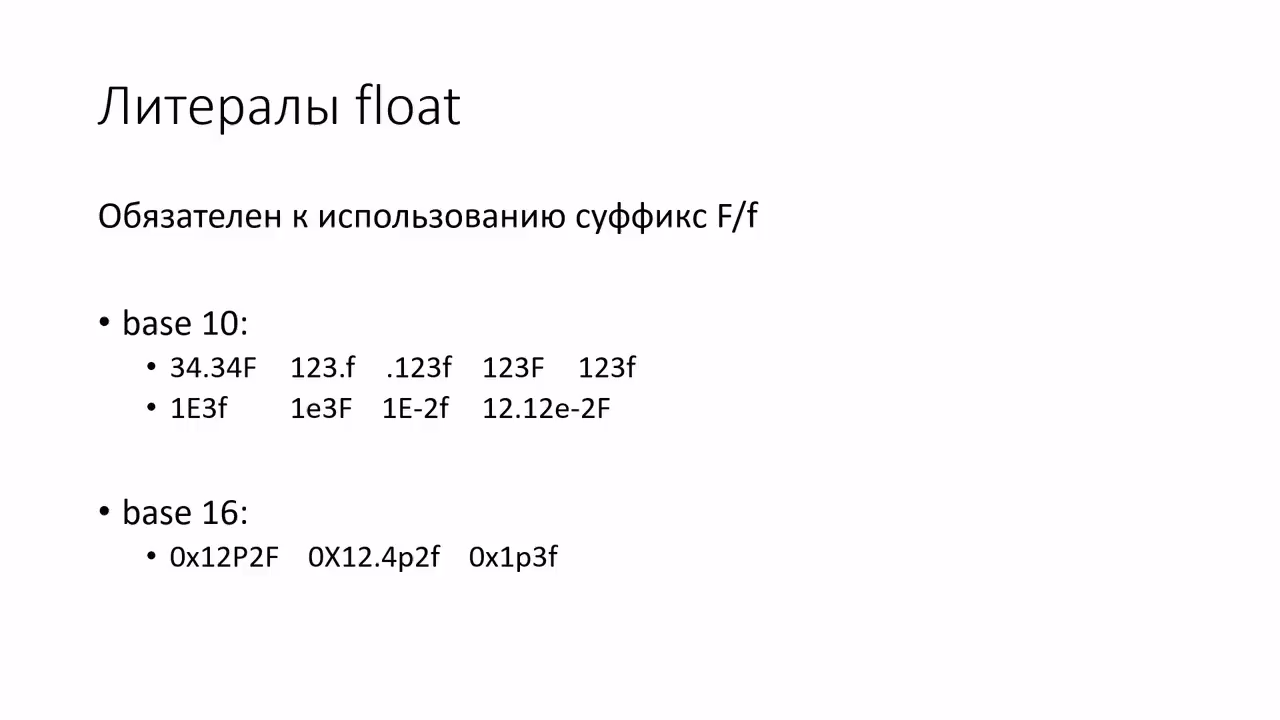 Литералы float
Обязателен к использованию суффикс F/f
• base 10:
• 34.34F 123.f .123f 123F 123f
• 1E3f 1e3F 1E-2f 12.12e-2F
• base 16:
• 0x12P2F 0X12.4p2f 0x1p3f